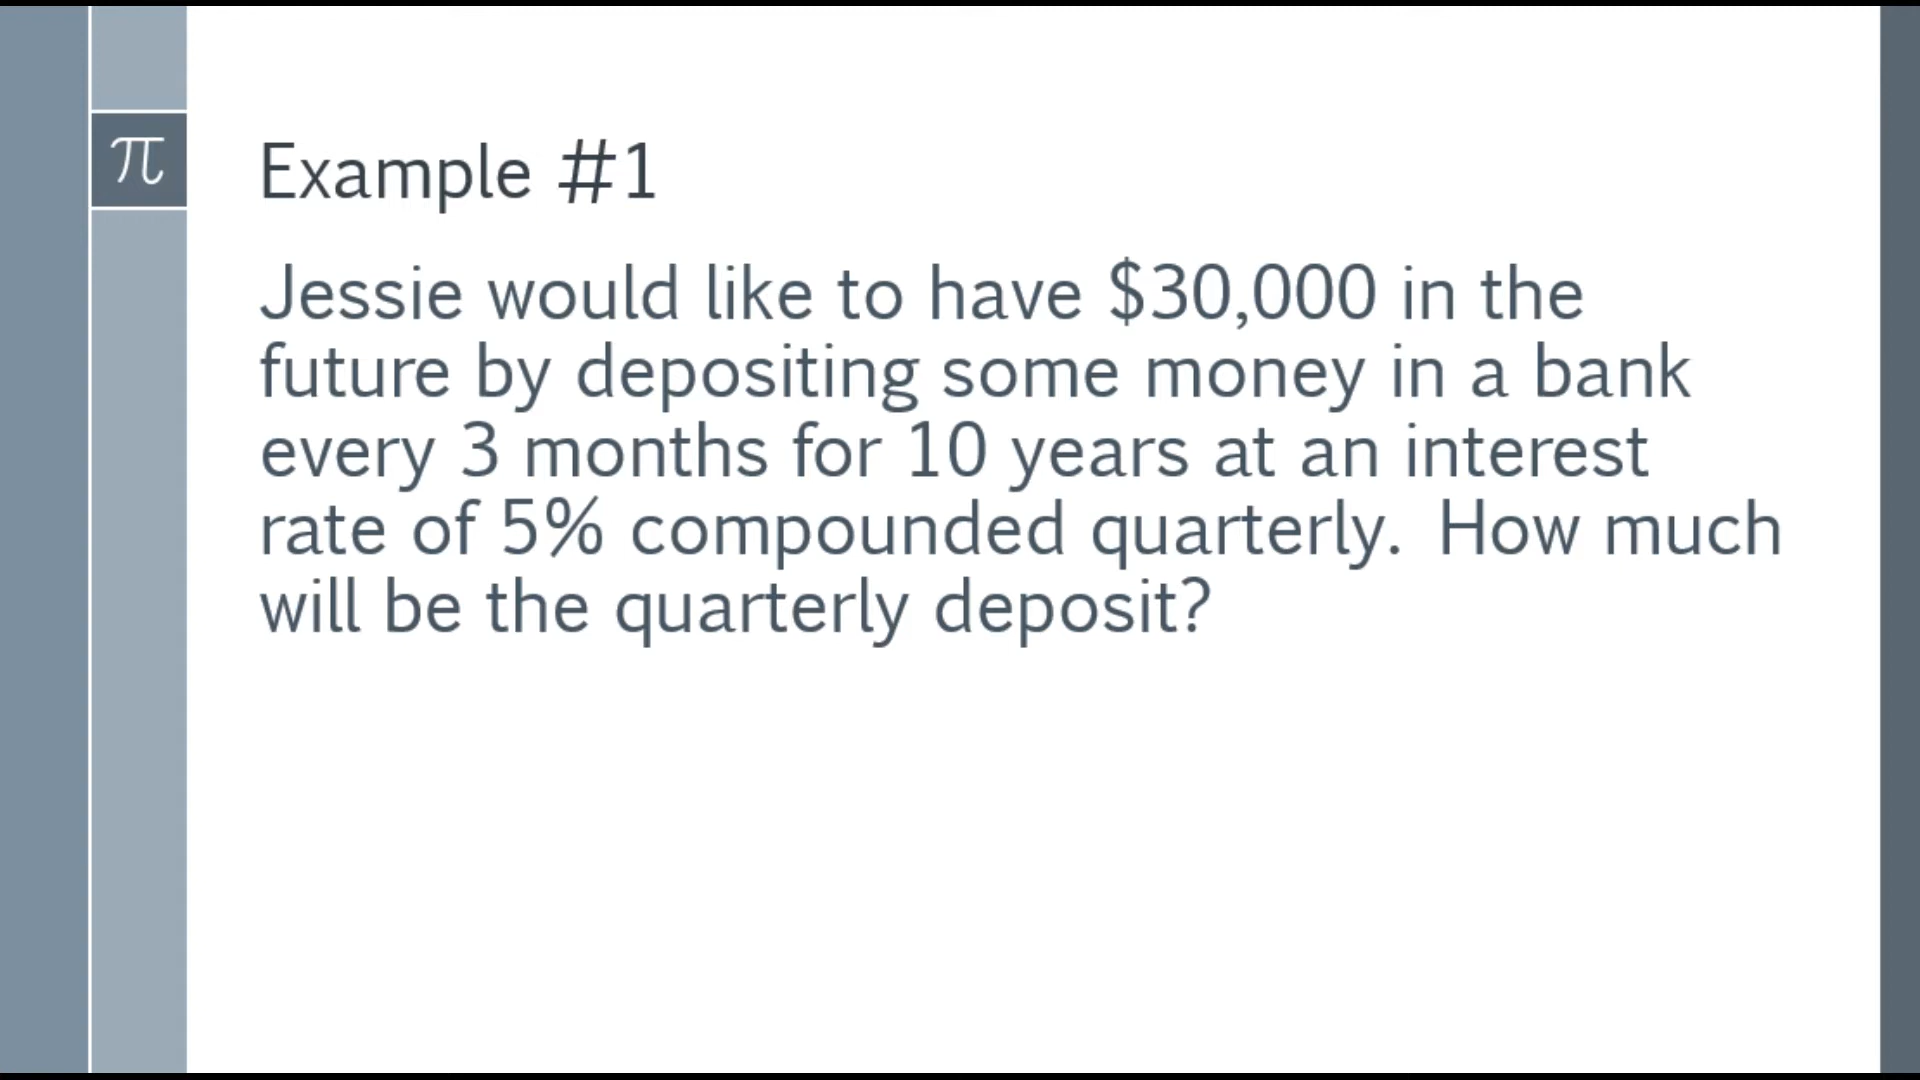 π
Example #1
Jessie would like to have $30,000 in the
future by depositing some money in a bank
every 3 months for 10 years at an interest
rate of 5% compounded quarterly. How much
will be the quarterly deposit?